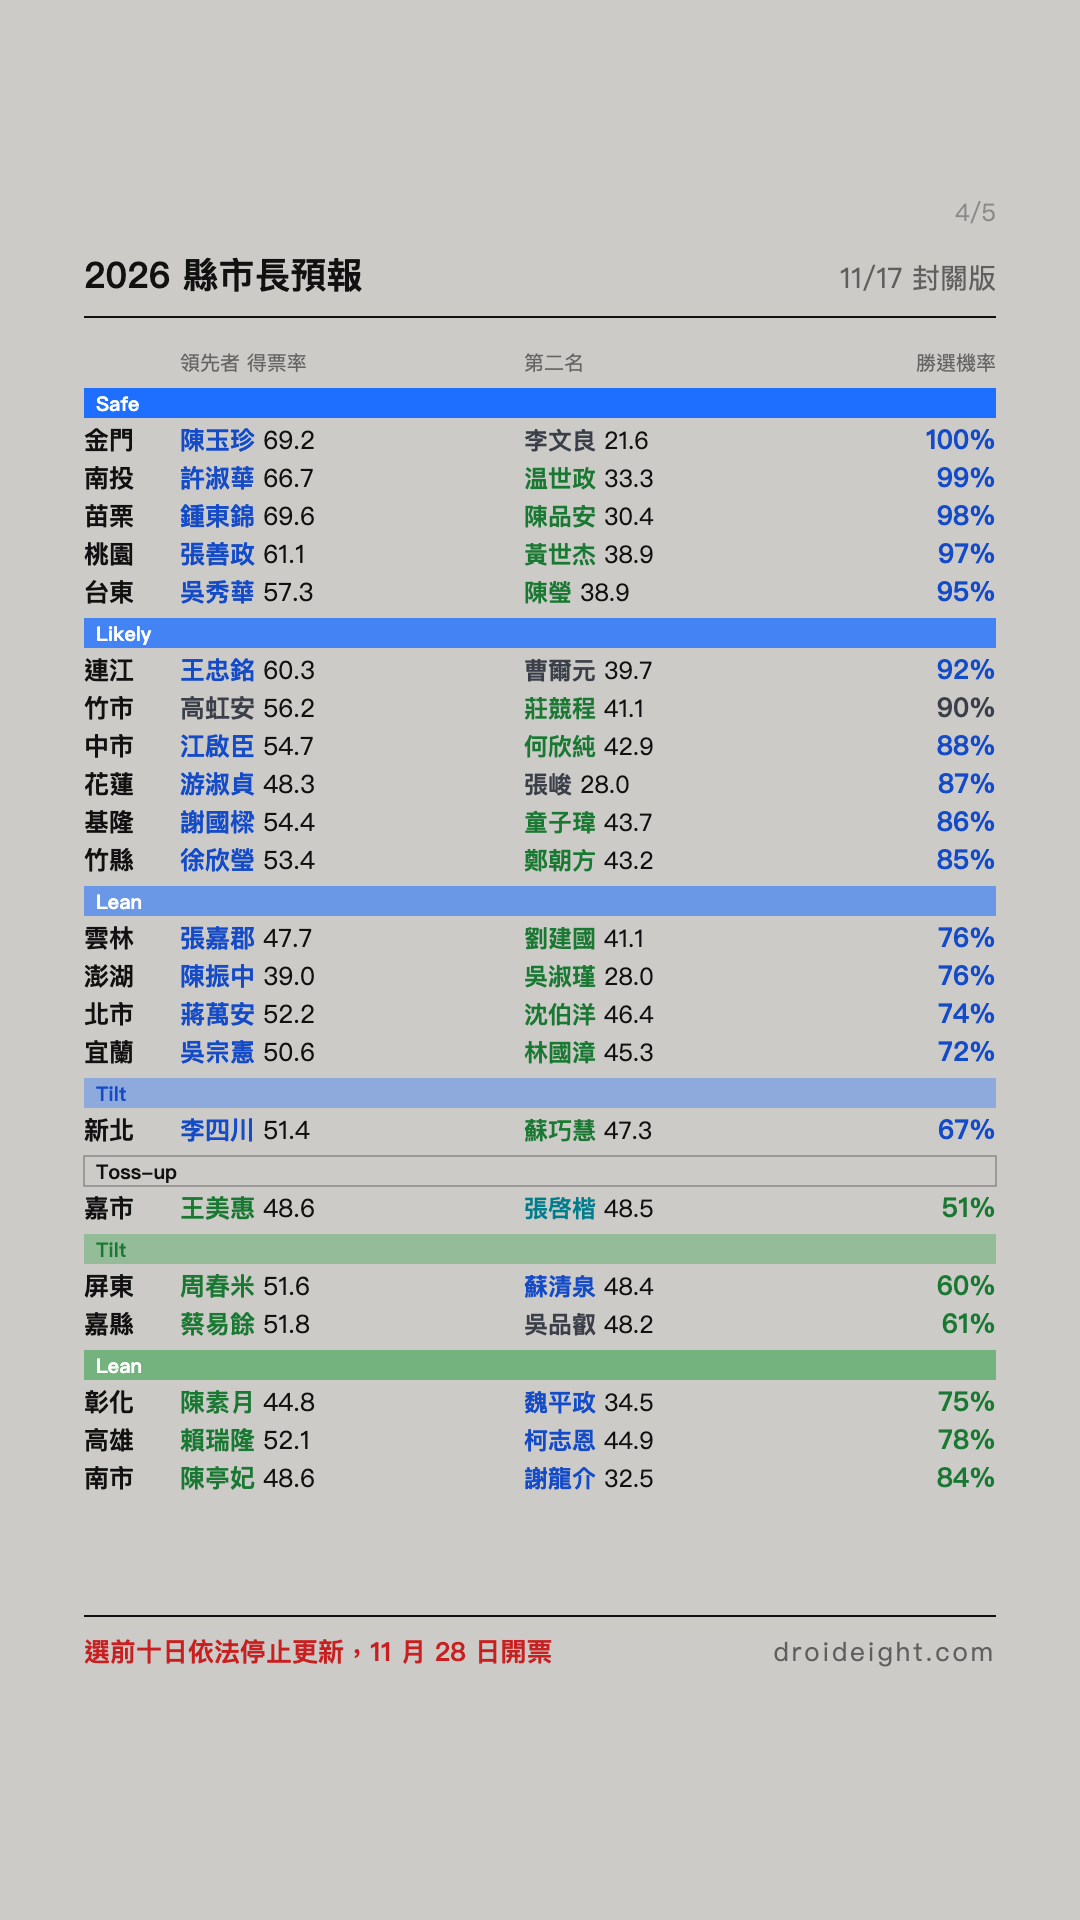 4/5
2026 縣市長預報 11/17 封關版
領先者 得票率 第二名 勝選機率
Safe
金門 陳玉珍 69.2 李文良 21.6 100%
南投 許淑華 66.7 温世政 33.3 99%
苗栗 鍾東錦 69.6 陳品安 30.4 98%
桃園 張善政 61.1 黃世杰 38.9 97%
台東 吳秀華 57.3 陳瑩 38.9 95%
Likely
連江 王忠銘 60.3 曹爾元 39.7 92%
竹市 高虹安 56.2 莊競程 41.1 90%
中市 江啟臣 54.7 何欣純 42.9 88%
花蓮 游淑貞 48.3 張峻 28.0 87%
基隆 謝國樑 54.4 童子瑋 43.7 86%
竹縣 徐欣瑩 53.4 鄭朝方 43.2 85%
Lean
雲林 張嘉郡 47.7 劉建國 41.1 76%
澎湖 陳振中 39.0 吳淑瑾 28.0 76%
北市 蔣萬安 52.2 沈伯洋 46.4 74%
宜蘭 吳宗憲 50.6 林國漳 45.3 72%
Tilt
新北 李四川 51.4 蘇巧慧 47.3 67%
Toss-up
嘉市 王美惠 48.6 張啓楷 48.5 51%
Tilt
屏東 周春米 51.6 蘇清泉 48.4 60%
嘉縣 蔡易餘 51.8 吳品叡 48.2 61%
Lean
彰化 陳素月 44.8 魏平政 34.5 75%
高雄 賴瑞隆 52.1 柯志恩 44.9 78%
南市 陳亭妃 48.6 謝龍介 32.5 84%
選前十日依法停止更新，11 月 28 日開票 droideight.com